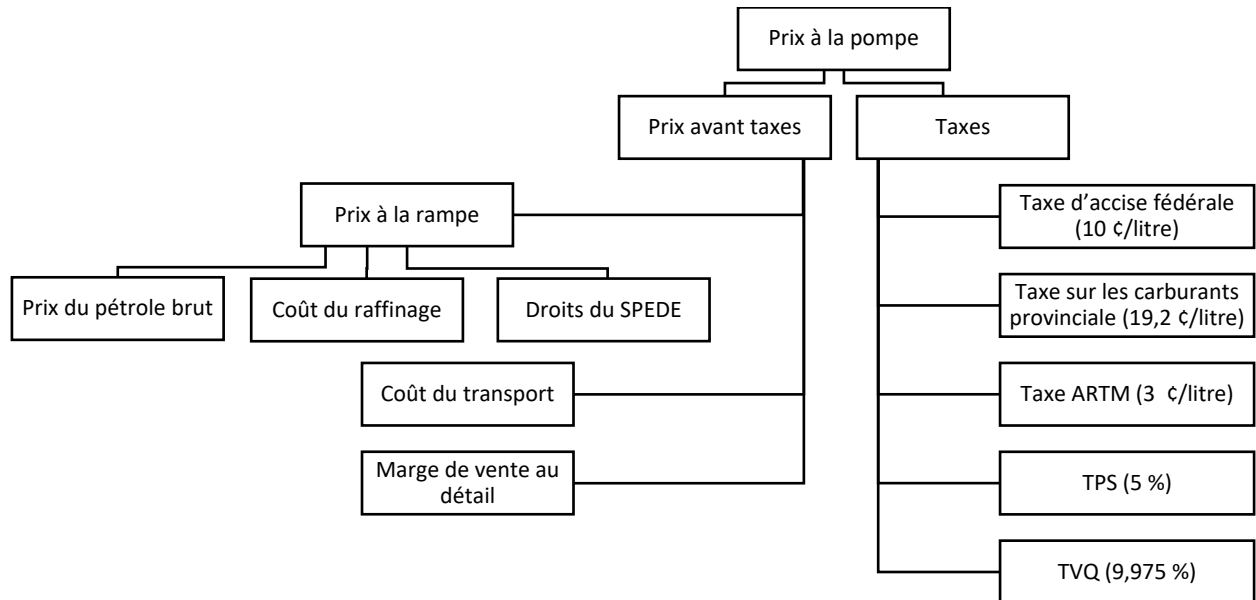 Prix à la pompe
Prix avant taxes
Taxes
Prix à la rampe
Prix du pétrole brut
Coût du raffinage
Droits du SPEDE
Coût du transport
Marge de vente au
détail
Taxe d’accise fédérale
(10 ¢/litre)
Taxe sur les carburants
provinciale (19,2 ¢/litre)
Taxe ARTM (3 ¢/litre)
TPS (5 %)
TVQ (9,975 %)